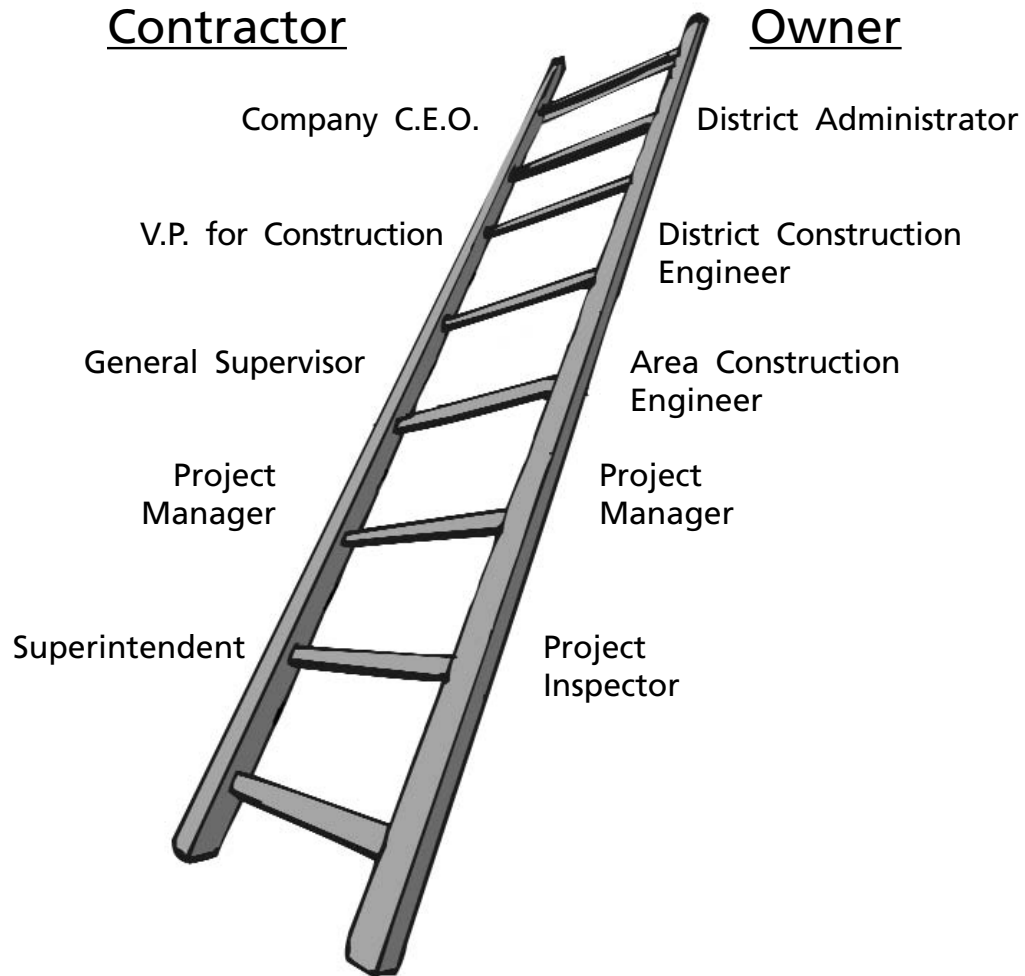 Contractor
Owner
Company C.E.O.
District Administrator
V.P. for Construction
District Construction
Engineer
General Supervisor
Area Construction
Engineer
Project
Manager
Project
Manager
Superintendent
Project
Inspector